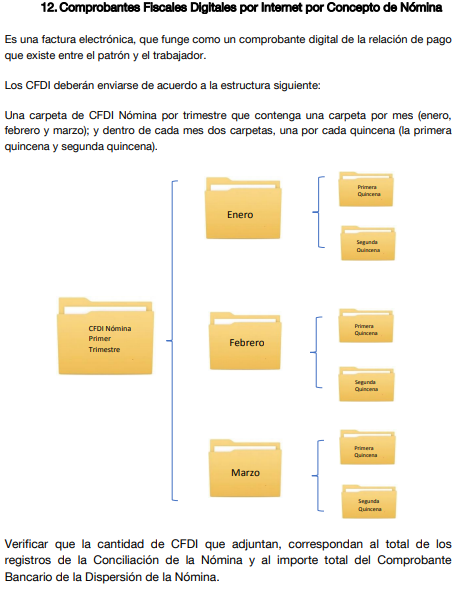 12. Comprobantes Fiscales Digitales por Internet por Concepto de Nómina
Es una factura electrónica, que funge como un comprobante digital de la relación de pago
que existe entre el patrón y el trabajador.
Los CFDI deberán enviarse de acuerdo a la estructura siguiente:
Una carpeta de CFDI Nómina por trimestre que contenga una carpeta por mes (enero,
febrero y marzo); y dentro de cada mes dos carpetas, una por cada quincena (la primera
quincena y segunda quincena).
CFDI Nómina
Primer
Trimestre
Enero
Primera
Quincena
Segunda
Quincena
Febrero
Primera
Quincena
Segunda
Quincena
Marzo
Primera
Quincena
Segunda
Quincena
Verificar que la cantidad de CFDI que adjuntan, correspondan al total de los
registros de la Conciliación de la Nómina y al importe total del Comprobante
Bancario de la Dispersión de la Nómina.